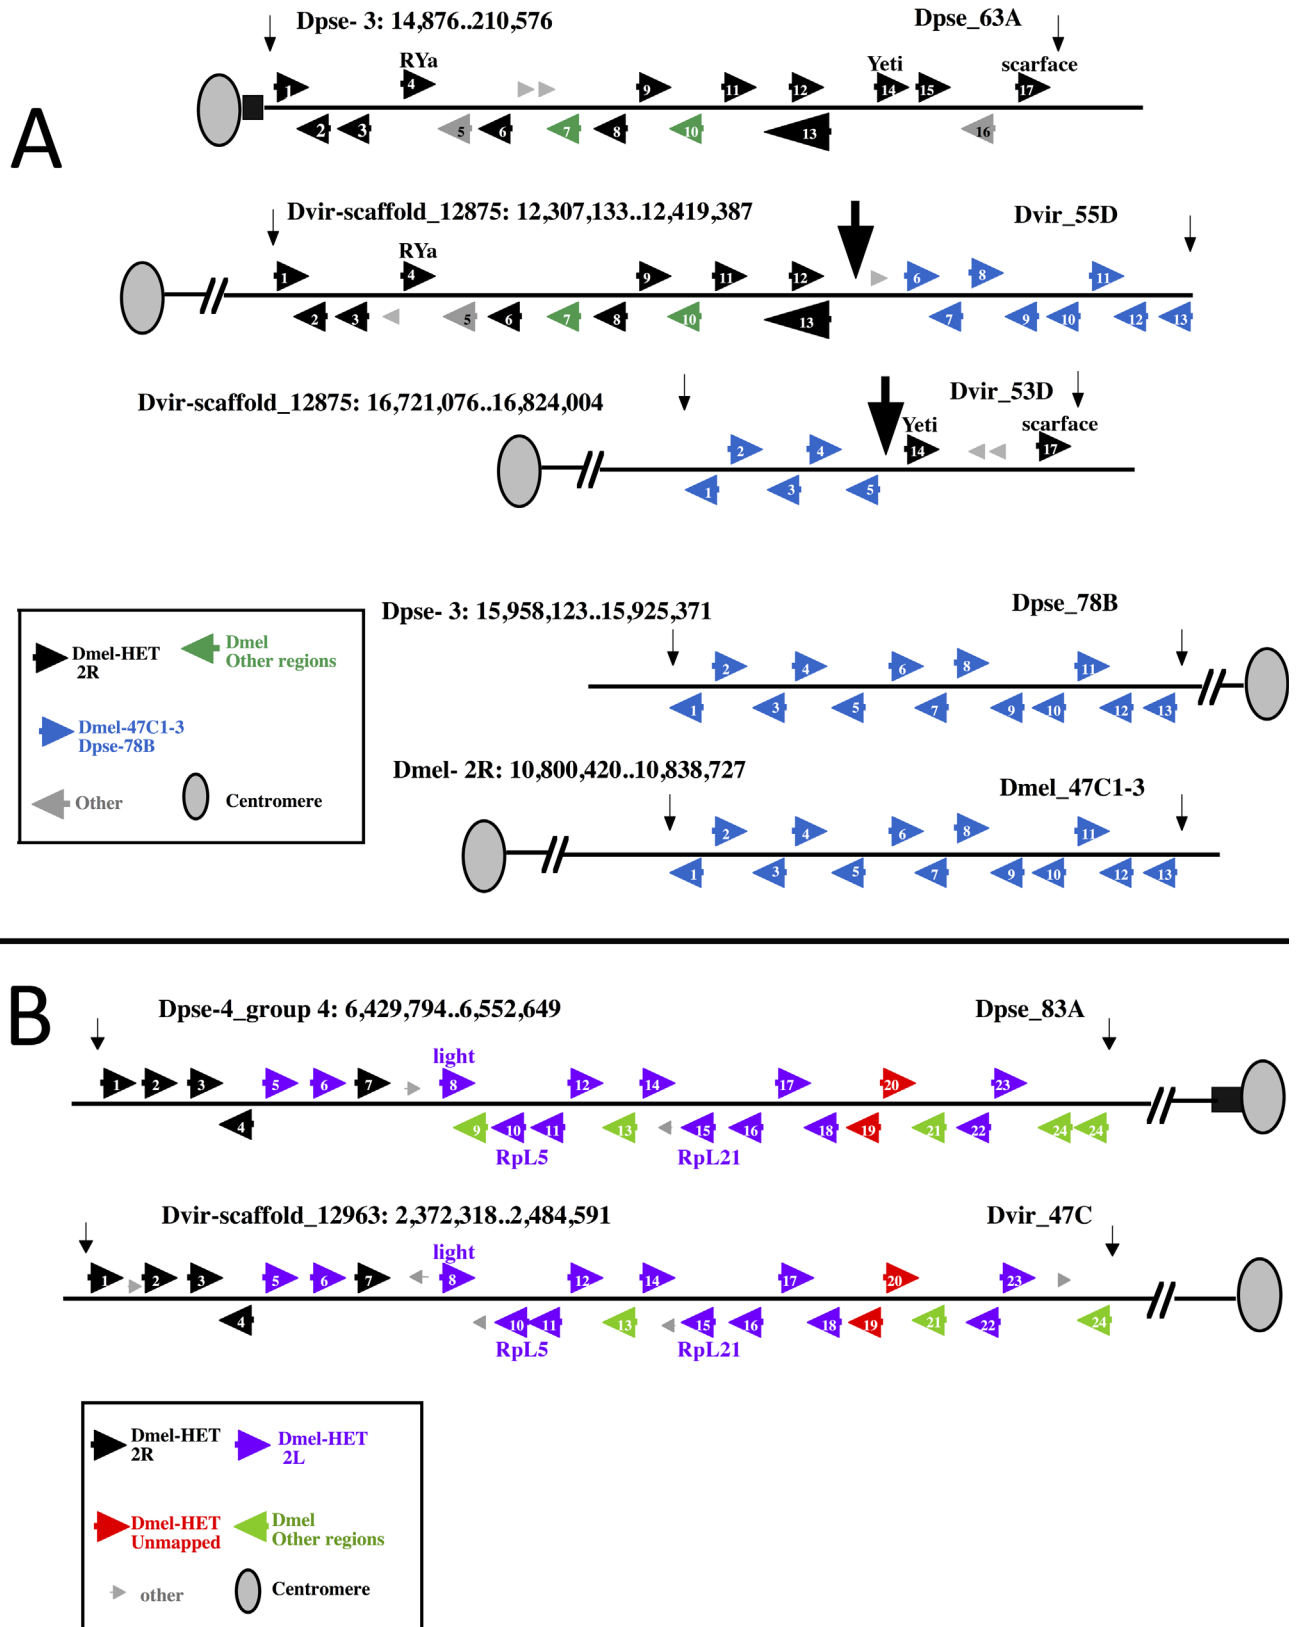 Dpse- 3: 14,876..210,576 Dpse_63A
RYa Yeti scarface
1 4 9 11 12 14 15 17
A
2 3 5 6 7 8 10 13 16
Dvir-scaffold_12875: 12,307,133..12,419,387 Dvir_55D
RYa
1 4 9 11 12 6 8 11
2 3 5 6 7 8 10 13 7 9 10 12 13
Dvir-scaffold_12875: 16,721,076..16,824,004 Dvir_53D
Yeti scarface
2 4 14 17
1 3 5
Dpse- 3: 15,958,123..15,925,371 Dpse_78B
2 4 6 8 11
1 3 5 7 9 10 12 13
Dmel- 2R: 10,800,420..10,838,727 Dmel_47C1-3
2 4 6 8 11
1 3 5 7 9 10 12 13
Dmel-HET
2R
Dmel
Other regions
Dmel-47C1-3
Dpse-78B
Other
Centromere
B
Dpse-4_group 4: 6,429,794..6,552,649 Dpse_83A
light
1 2 3 5 6 7 8 12 14 17 20 23
4 9 10 11 13 15 16 18 19 21 22 24 24
RpL5 RpL21
Dvir-scaffold_12963: 2,372,318..2,484,591 Dvir_47C
light
1 2 3 5 6 7 8 12 14 17 20 23
4 10 11 13 15 16 18 19 21 22 24
RpL5 RpL21
Dmel-HET
2R
Dmel-HET
2L
Dmel-HET
Unmapped
Dmel
Other regions
other
Centromere